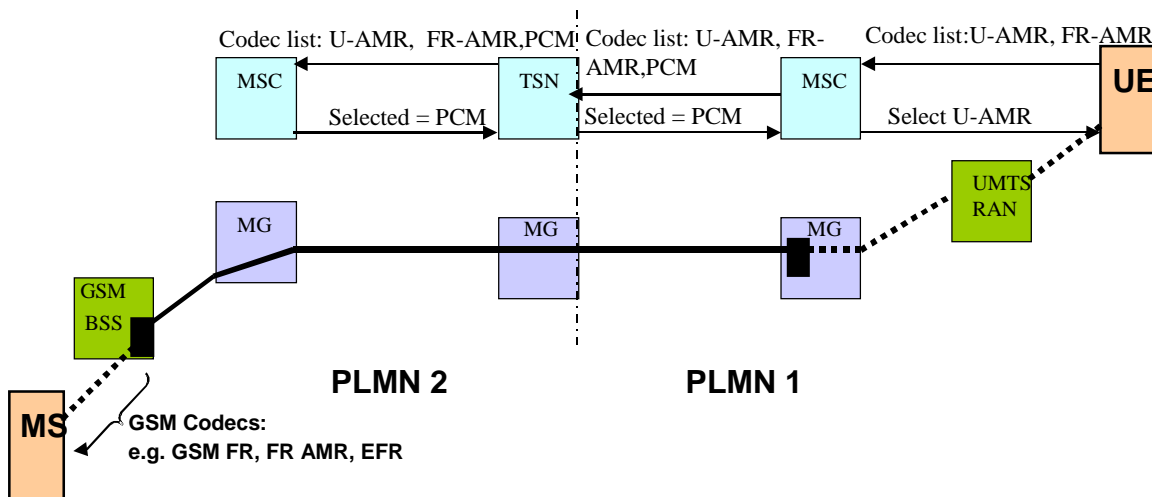 Codec list: U-AMR, FR-AMR,PCM
Codec list: U-AMR, FR-
AMR,PCM
Codec list:U-AMR, FR-AMR
MSC
TSN
MSC
UE
Selected = PCM
Selected = PCM
Select U-AMR
UMTS
RAN
MG
MG
MG
GSM
BSS
PLMN 2
PLMN 1
MS
GSM Codecs:
e.g. GSM FR, FR AMR, EFR